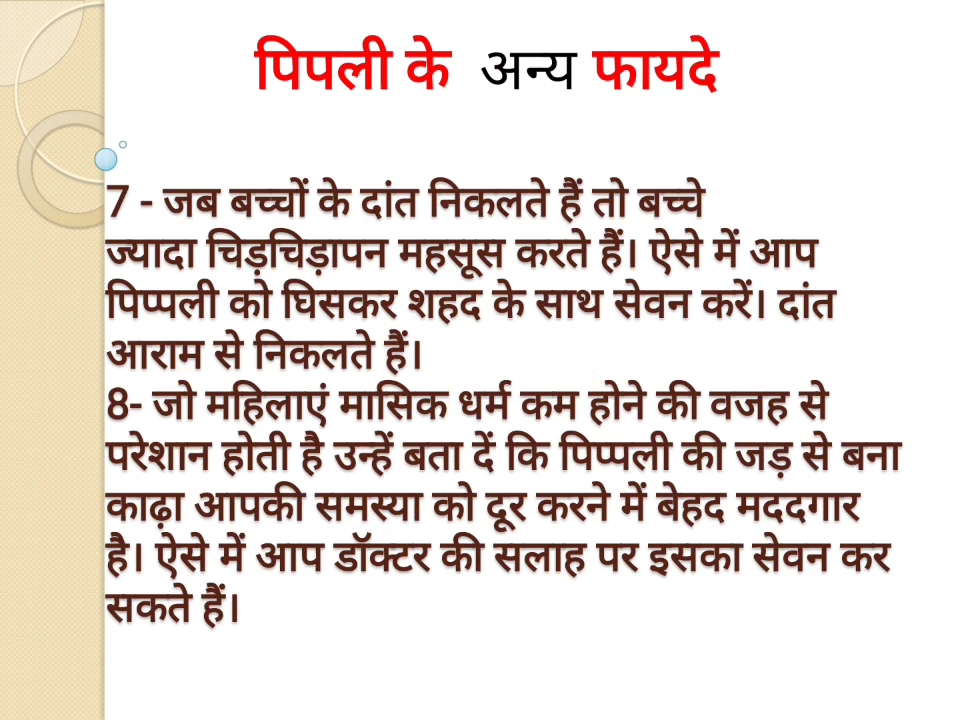 पिपली के  अन्य फायदे
7 - जब बच्चों के दांत निकलते हैं तो बच्चे
ज्यादा चिड़चिड़ापन महसूस करते हैं। ऐसे में आप
पिप्पली को घिसकर शहद के साथ सेवन करें। दांत
आराम से निकलते हैं।
8- जो महिलाएं मासिक धर्म कम होने की वजह से
परेशान होती है उन्हें बता दें कि पिप्पली की जड़ से बना
काढ़ा आपकी समस्या को दूर करने में बेहद मददगार
है। ऐसे में आप डॉक्टर की सलाह पर इसका सेवन कर
सकते हैं।